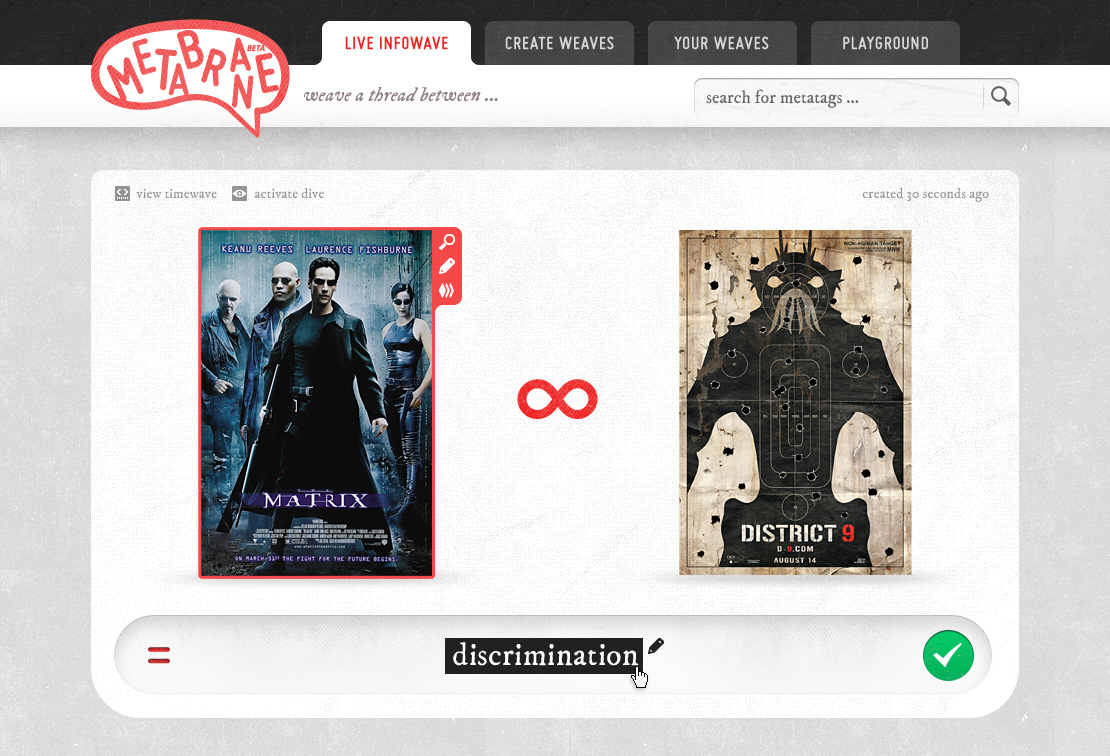 METABRANE BETA
LIVE INFOWAVE
CREATE WEAVES
YOUR WEAVES
PLAYGROUND
weave a thread between ...
search for metatags ...
view timewave
activate dive
created 30 seconds ago
KEANU REEVES LAURENCE FISHBURNE
MATRIX
ON MARCH 31ST THE FIGHT FOR THE FUTURE BEGINS.
NON-HUMAN TARGET
DISTRICT 9
D-9.COM
AUGUST 14
= discrimination